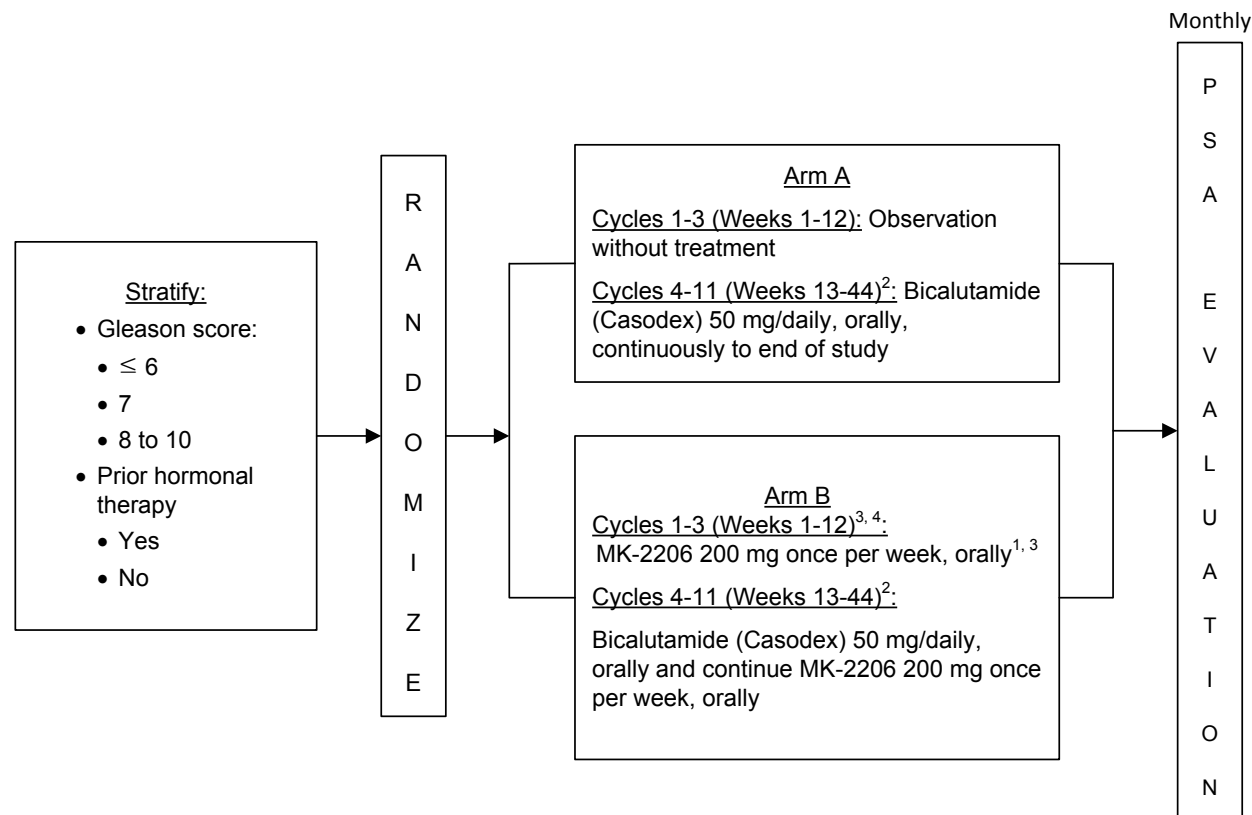 Monthly
Stratify:
• Gleason score:
• ≤ 6
• 7
• 8 to 10
• Prior hormonal
therapy
• Yes
• No
R
A
N
D
O
M
I
Z
E
Arm A
Cycles 1-3 (Weeks 1-12): Observation
without treatment
Cycles 4-11 (Weeks 13-44)²: Bicalutamide
(Casodex) 50 mg/daily, orally,
continuously to end of study
Arm B
Cycles 1-3 (Weeks 1-12)³, ⁴:
MK-2206 200 mg once per week, orally¹, ³
Cycles 4-11 (Weeks 13-44)²:
Bicalutamide (Casodex) 50 mg/daily,
orally and continue MK-2206 200 mg once
per week, orally
P
S
A
E
V
A
L
U
A
T
I
O
N